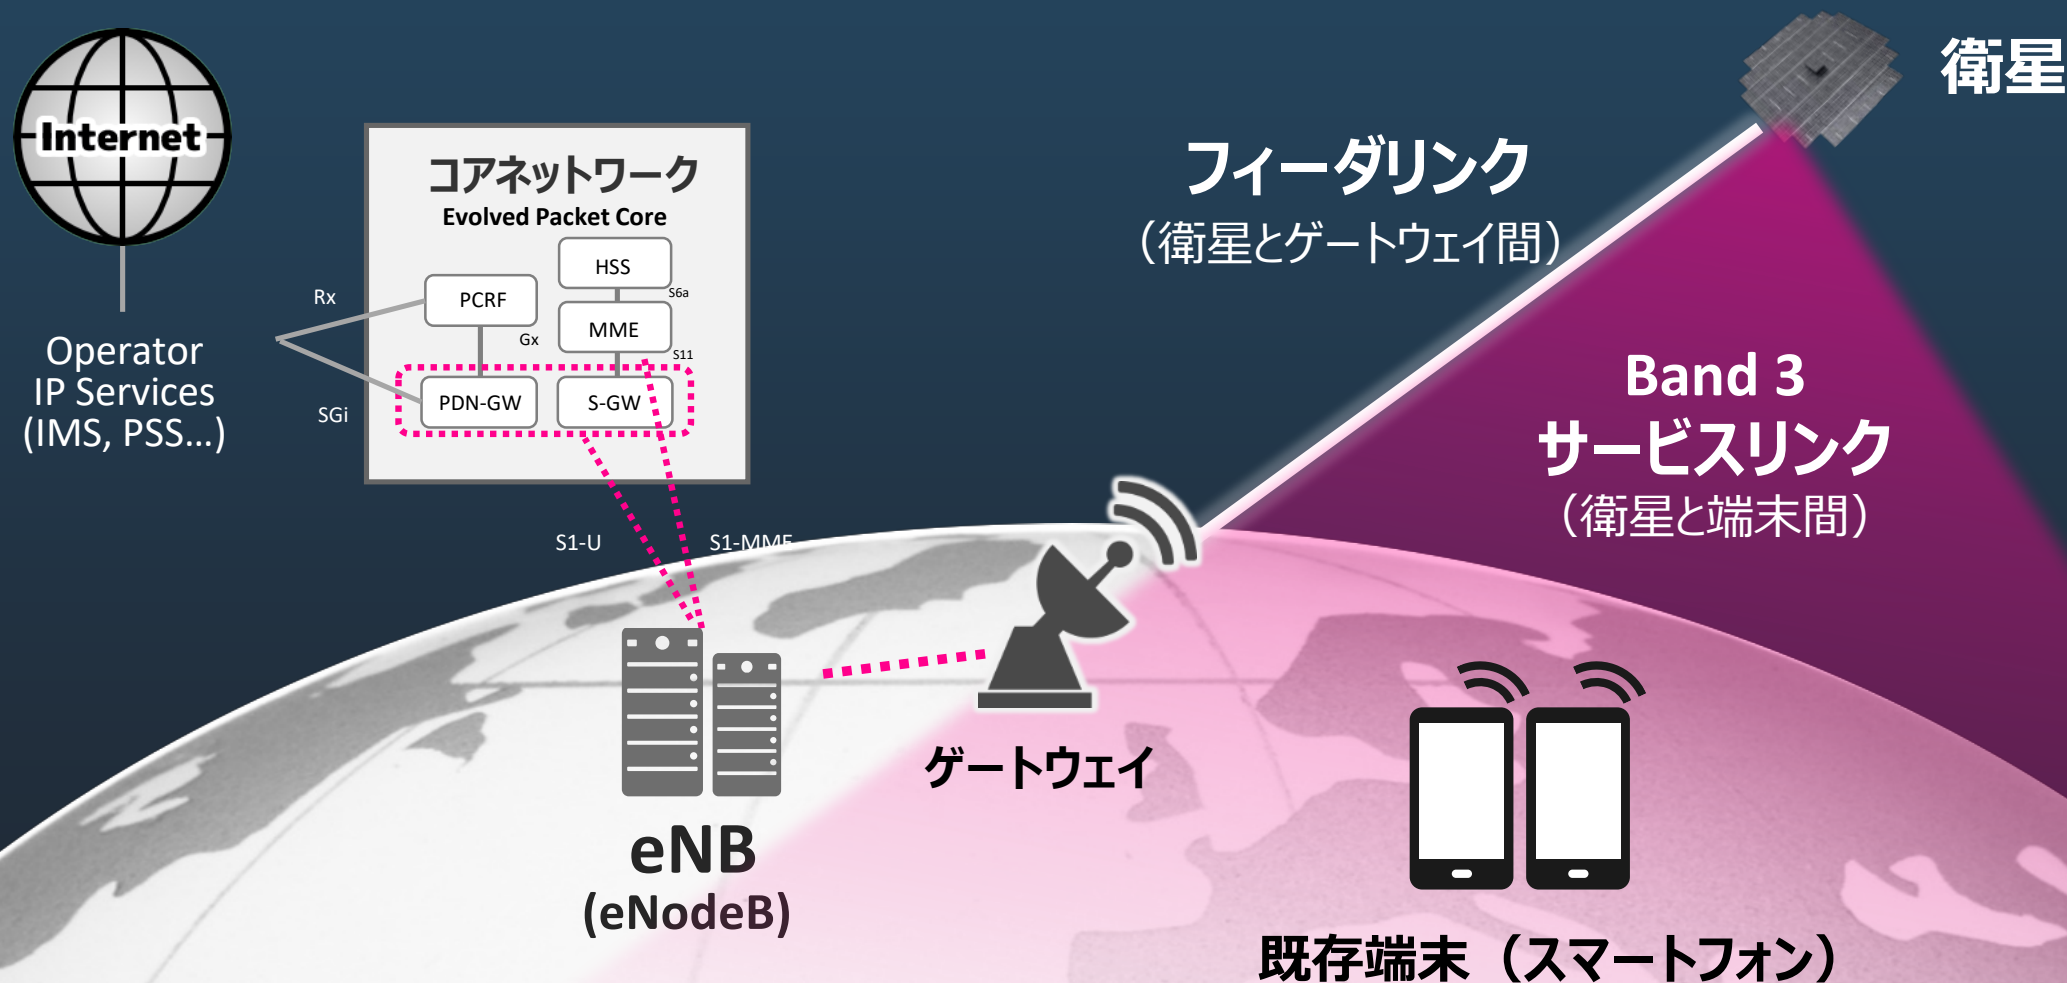 Internet
Operator
IP Services
(IMS, PSS…)
Rx
SGi
コアネットワーク
Evolved Packet Core
HSS
S6a
PCRF
MME
Gx
S11
PDN-GW
S-GW
S1-U
S1-MME
eNB
(eNodeB)
ゲートウェイ
フィーダリンク
（衛星とゲートウェイ間）
衛星
Band 3
サービスリンク
（衛星と端末間）
既存端末（スマートフォン）